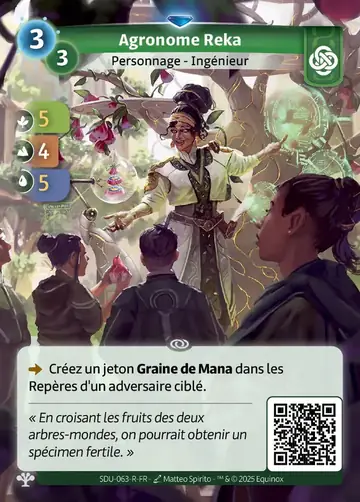 3
Agronome Reka
3
Personnage - Ingénieur
5
4
5
Créez un jeton Graine de Mana dans les
Repères d'un adversaire ciblé.
« En croisant les fruits des deux
arbres-mondes, on pourrait obtenir un
spécimen fertile. »
SDU-063-R-FR - Matteo Spirito - ™ & © 2025 Equinox